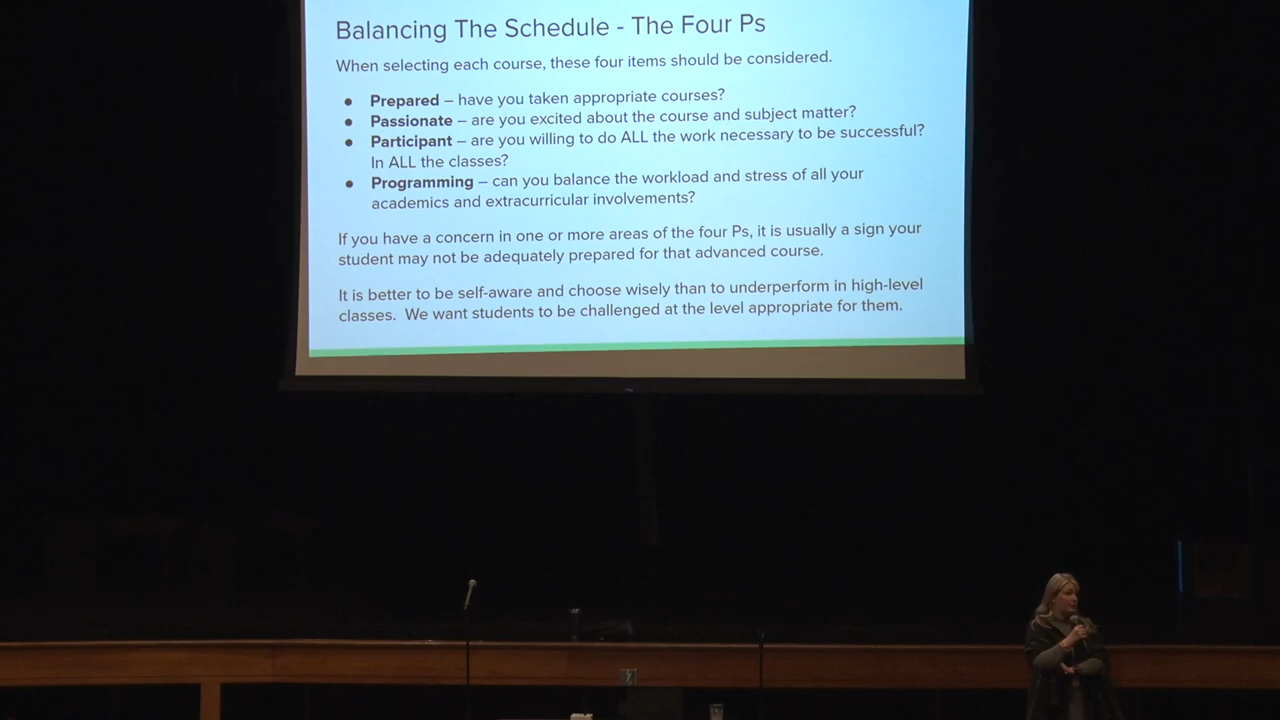 Balancing The Schedule - The Four Ps
When selecting each course, these four items should be considered.
● Prepared – have you taken appropriate courses?
● Passionate – are you excited about the course and subject matter?
● Participant – are you willing to do ALL the work necessary to be successful?
In ALL the classes?
● Programming – can you balance the workload and stress of all your
academics and extracurricular involvements?
If you have a concern in one or more areas of the four Ps, it is usually a sign your
student may not be adequately prepared for that advanced course.
It is better to be self-aware and choose wisely than to underperform in high-level
classes. We want students to be challenged at the level appropriate for them.